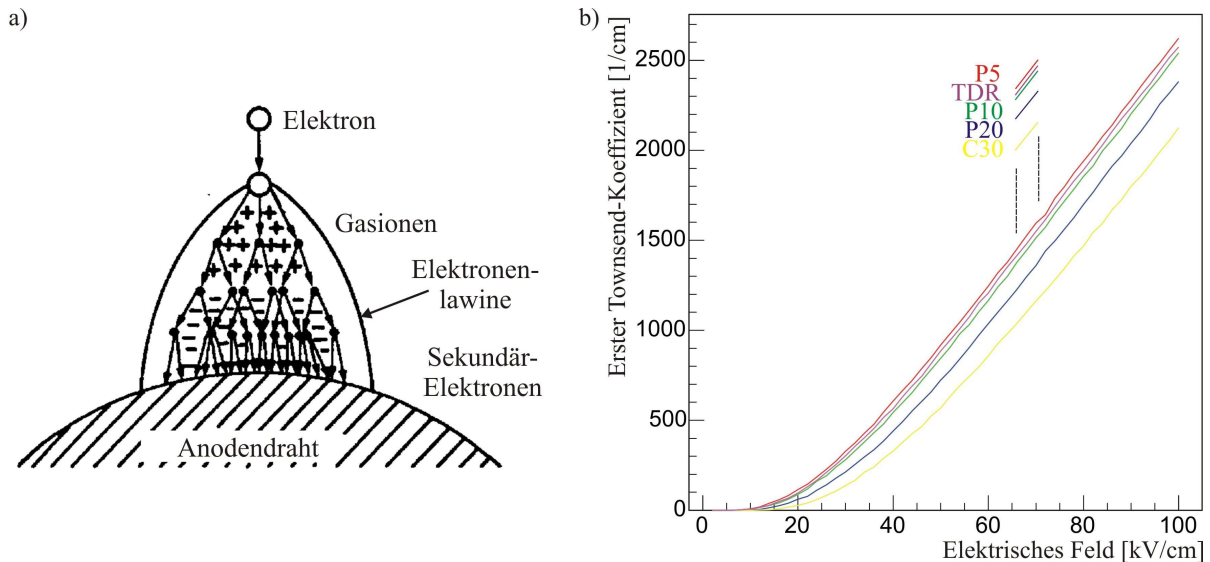 a)
Elektron
Gasionen
Elektronen-
lawine
Sekundär-
Elektronen
Anodendraht
b)
Erster Townsend-Koeffizient [1/cm]
2500
2000
1500
1000
500
0
P5
TDR
P10
P20
C30
0
20
40
60
80
100
Elektrisches Feld [kV/cm]